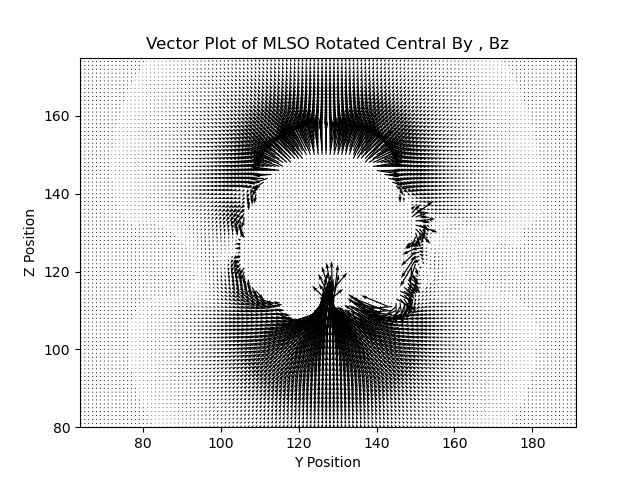 Vector Plot of MLSO Rotated Central By , Bz
160
140
120
100
80
Z Position
80 100 120 140 160 180
Y Position